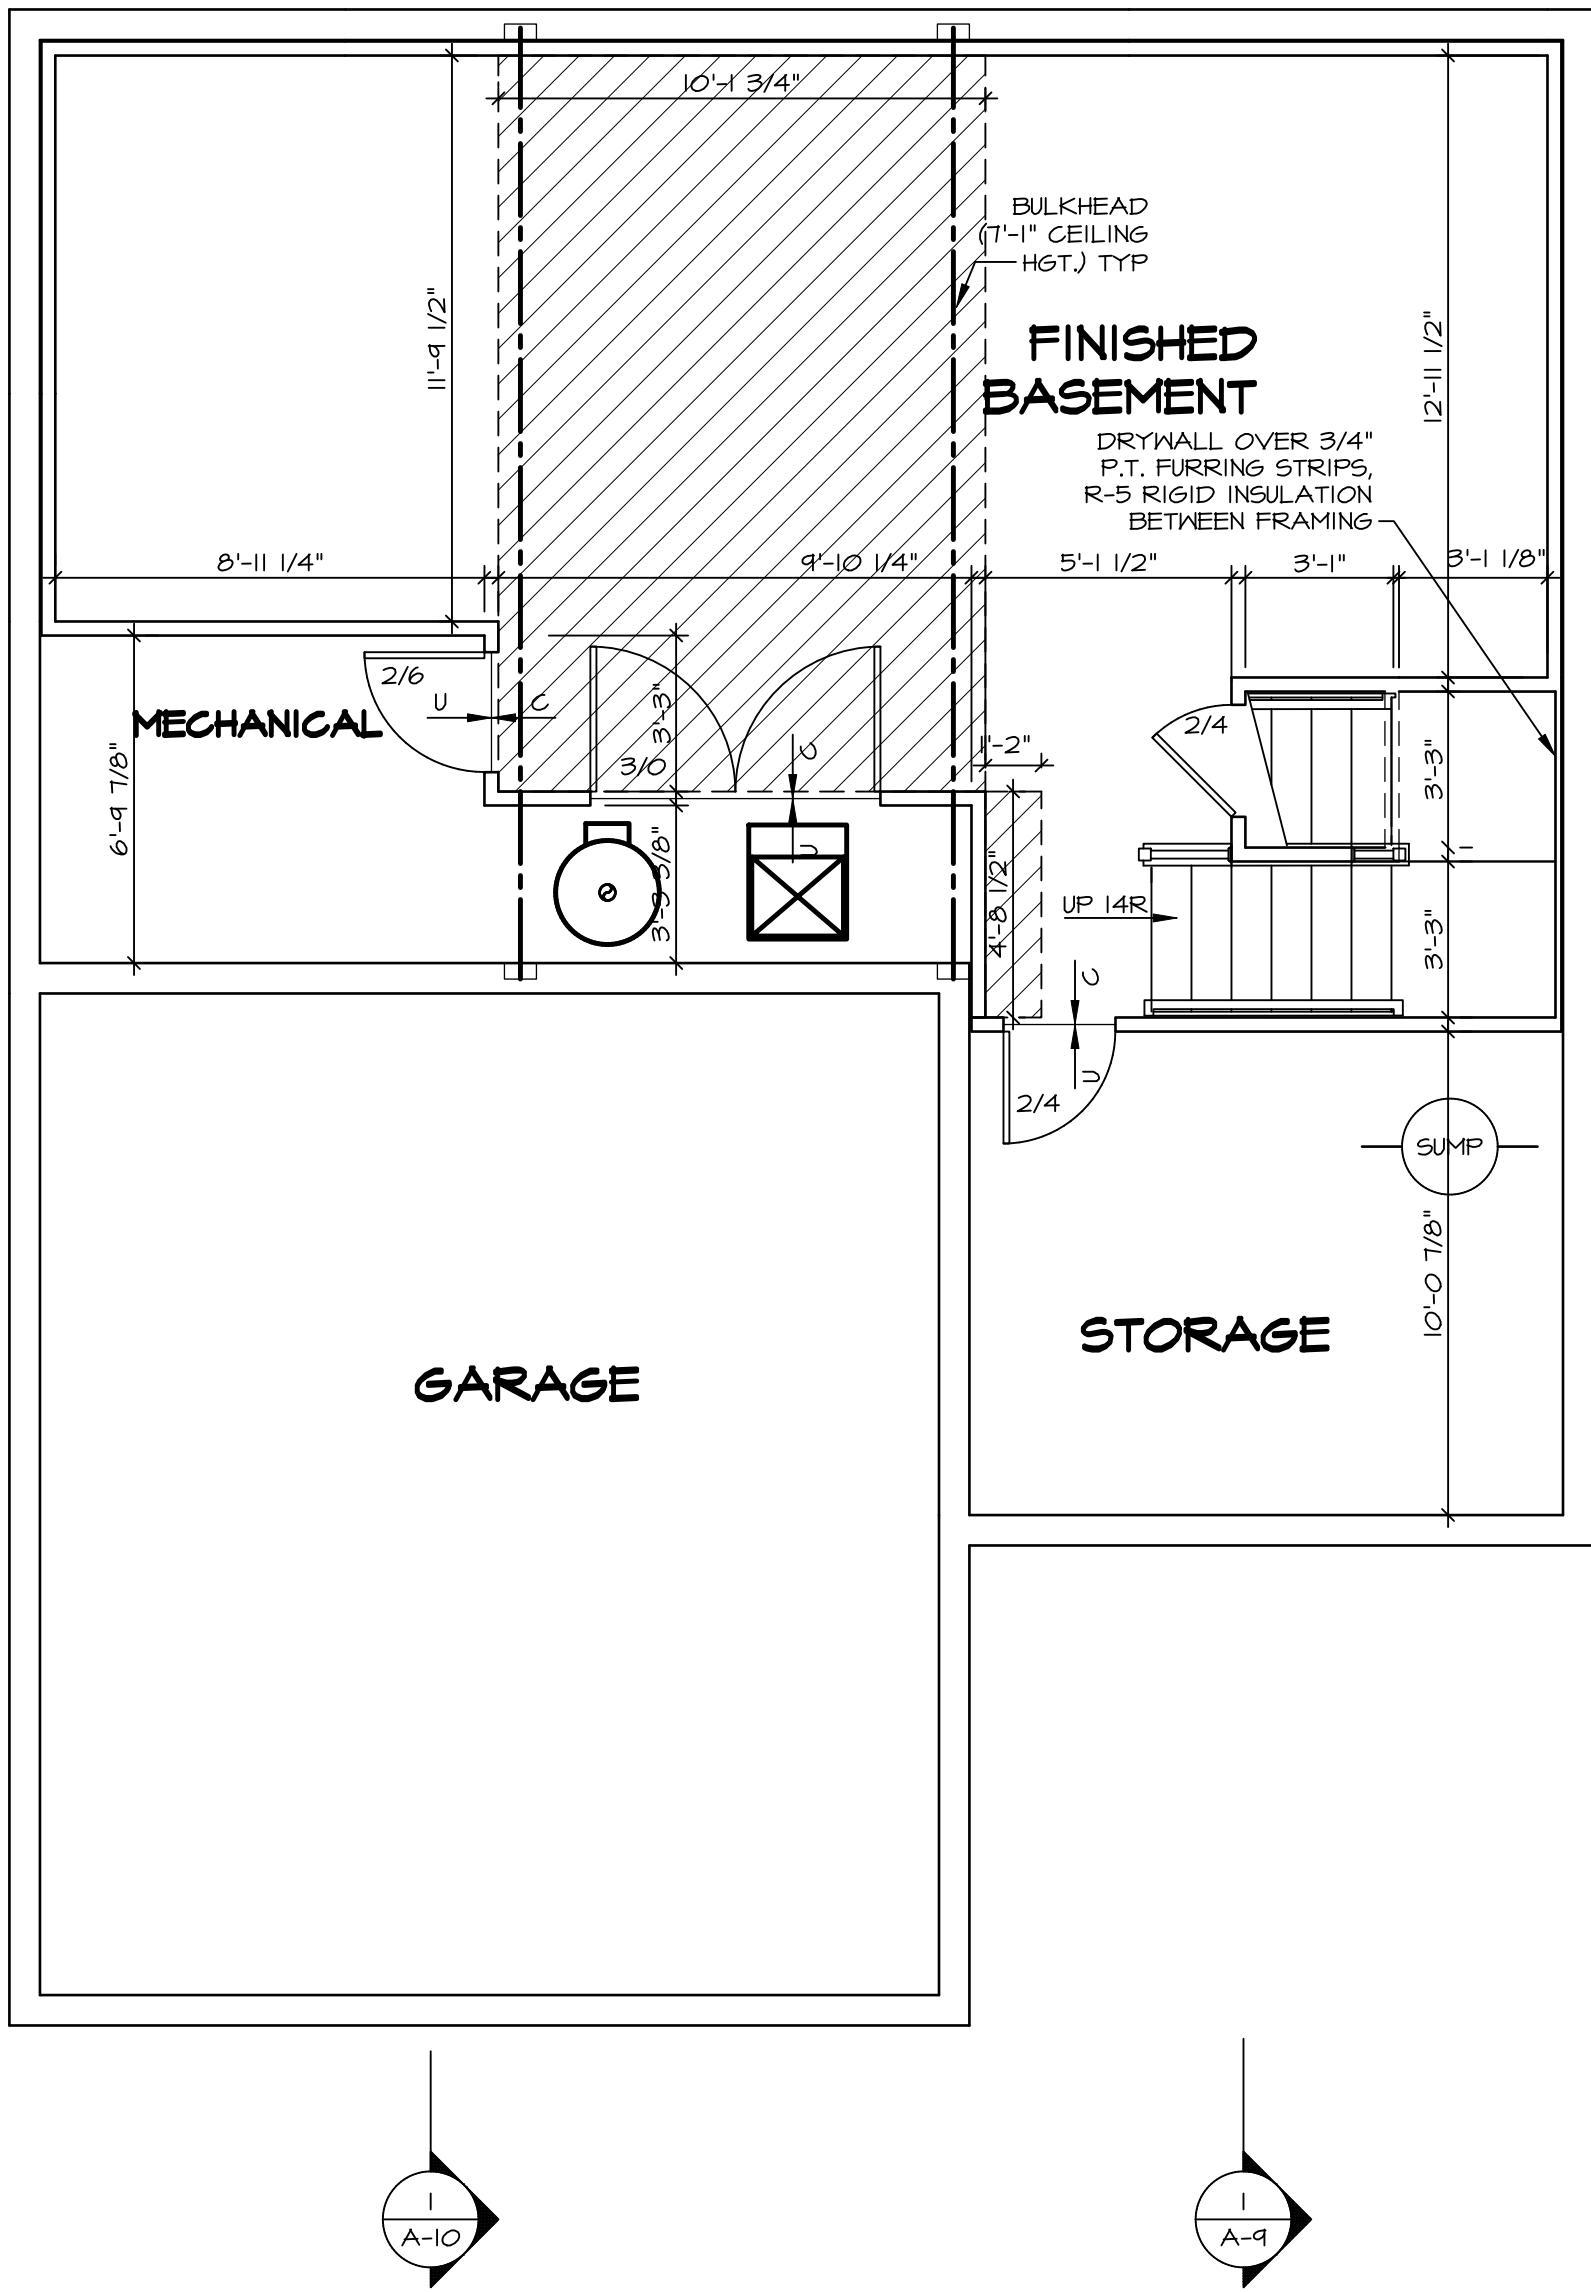 10'-1 3/4"
BULKHEAD
(7'-1" CEILING
HGT.) TYP
11'-9 1/2"
12'-11 1/2"
FINISHED
BASEMENT
DRYWALL OVER 3/4"
P.T. FURRING STRIPS,
R-5 RIGID INSULATION
BETWEEN FRAMING
8'-11 1/4"
9'-10 1/4"
5'-1 1/2"
3'-1"
3'-1 1/8"
2/6
U
C
MECHANICAL
3'-3"
3/0
C
U
1'-2"
2/4
3'-3"
6'-9 7/8"
3'-3 3/8"
4'-8 1/2"
UP 14R
3'-3"
C
U
2/4
SUMP
10'-0 7/8"
STORAGE
GARAGE
1
A-10
1
A-9